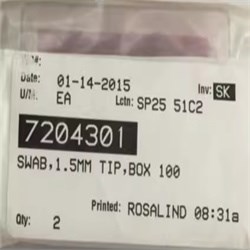 Date: 01-14-2015 Inv: SK
U/M: EA Lctn: SP25 51C2
7204301
SWAB,1.5MM TIP,BOX 100
Printed: ROSALIND 08:31a
Qty: 2